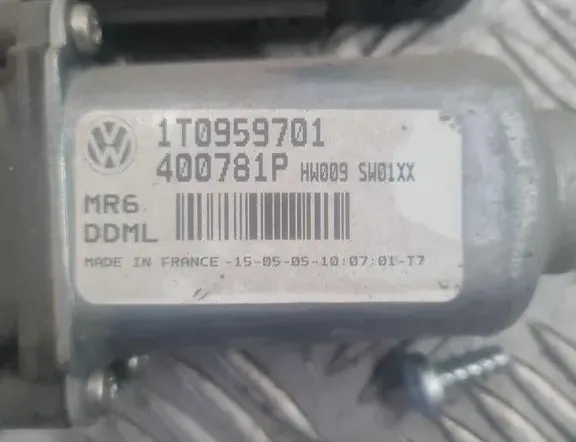 1T0959701
400781P HW009 SW01XX
MR6
DDML
MADE IN FRANCE -15-05-05-10:07:01-T7